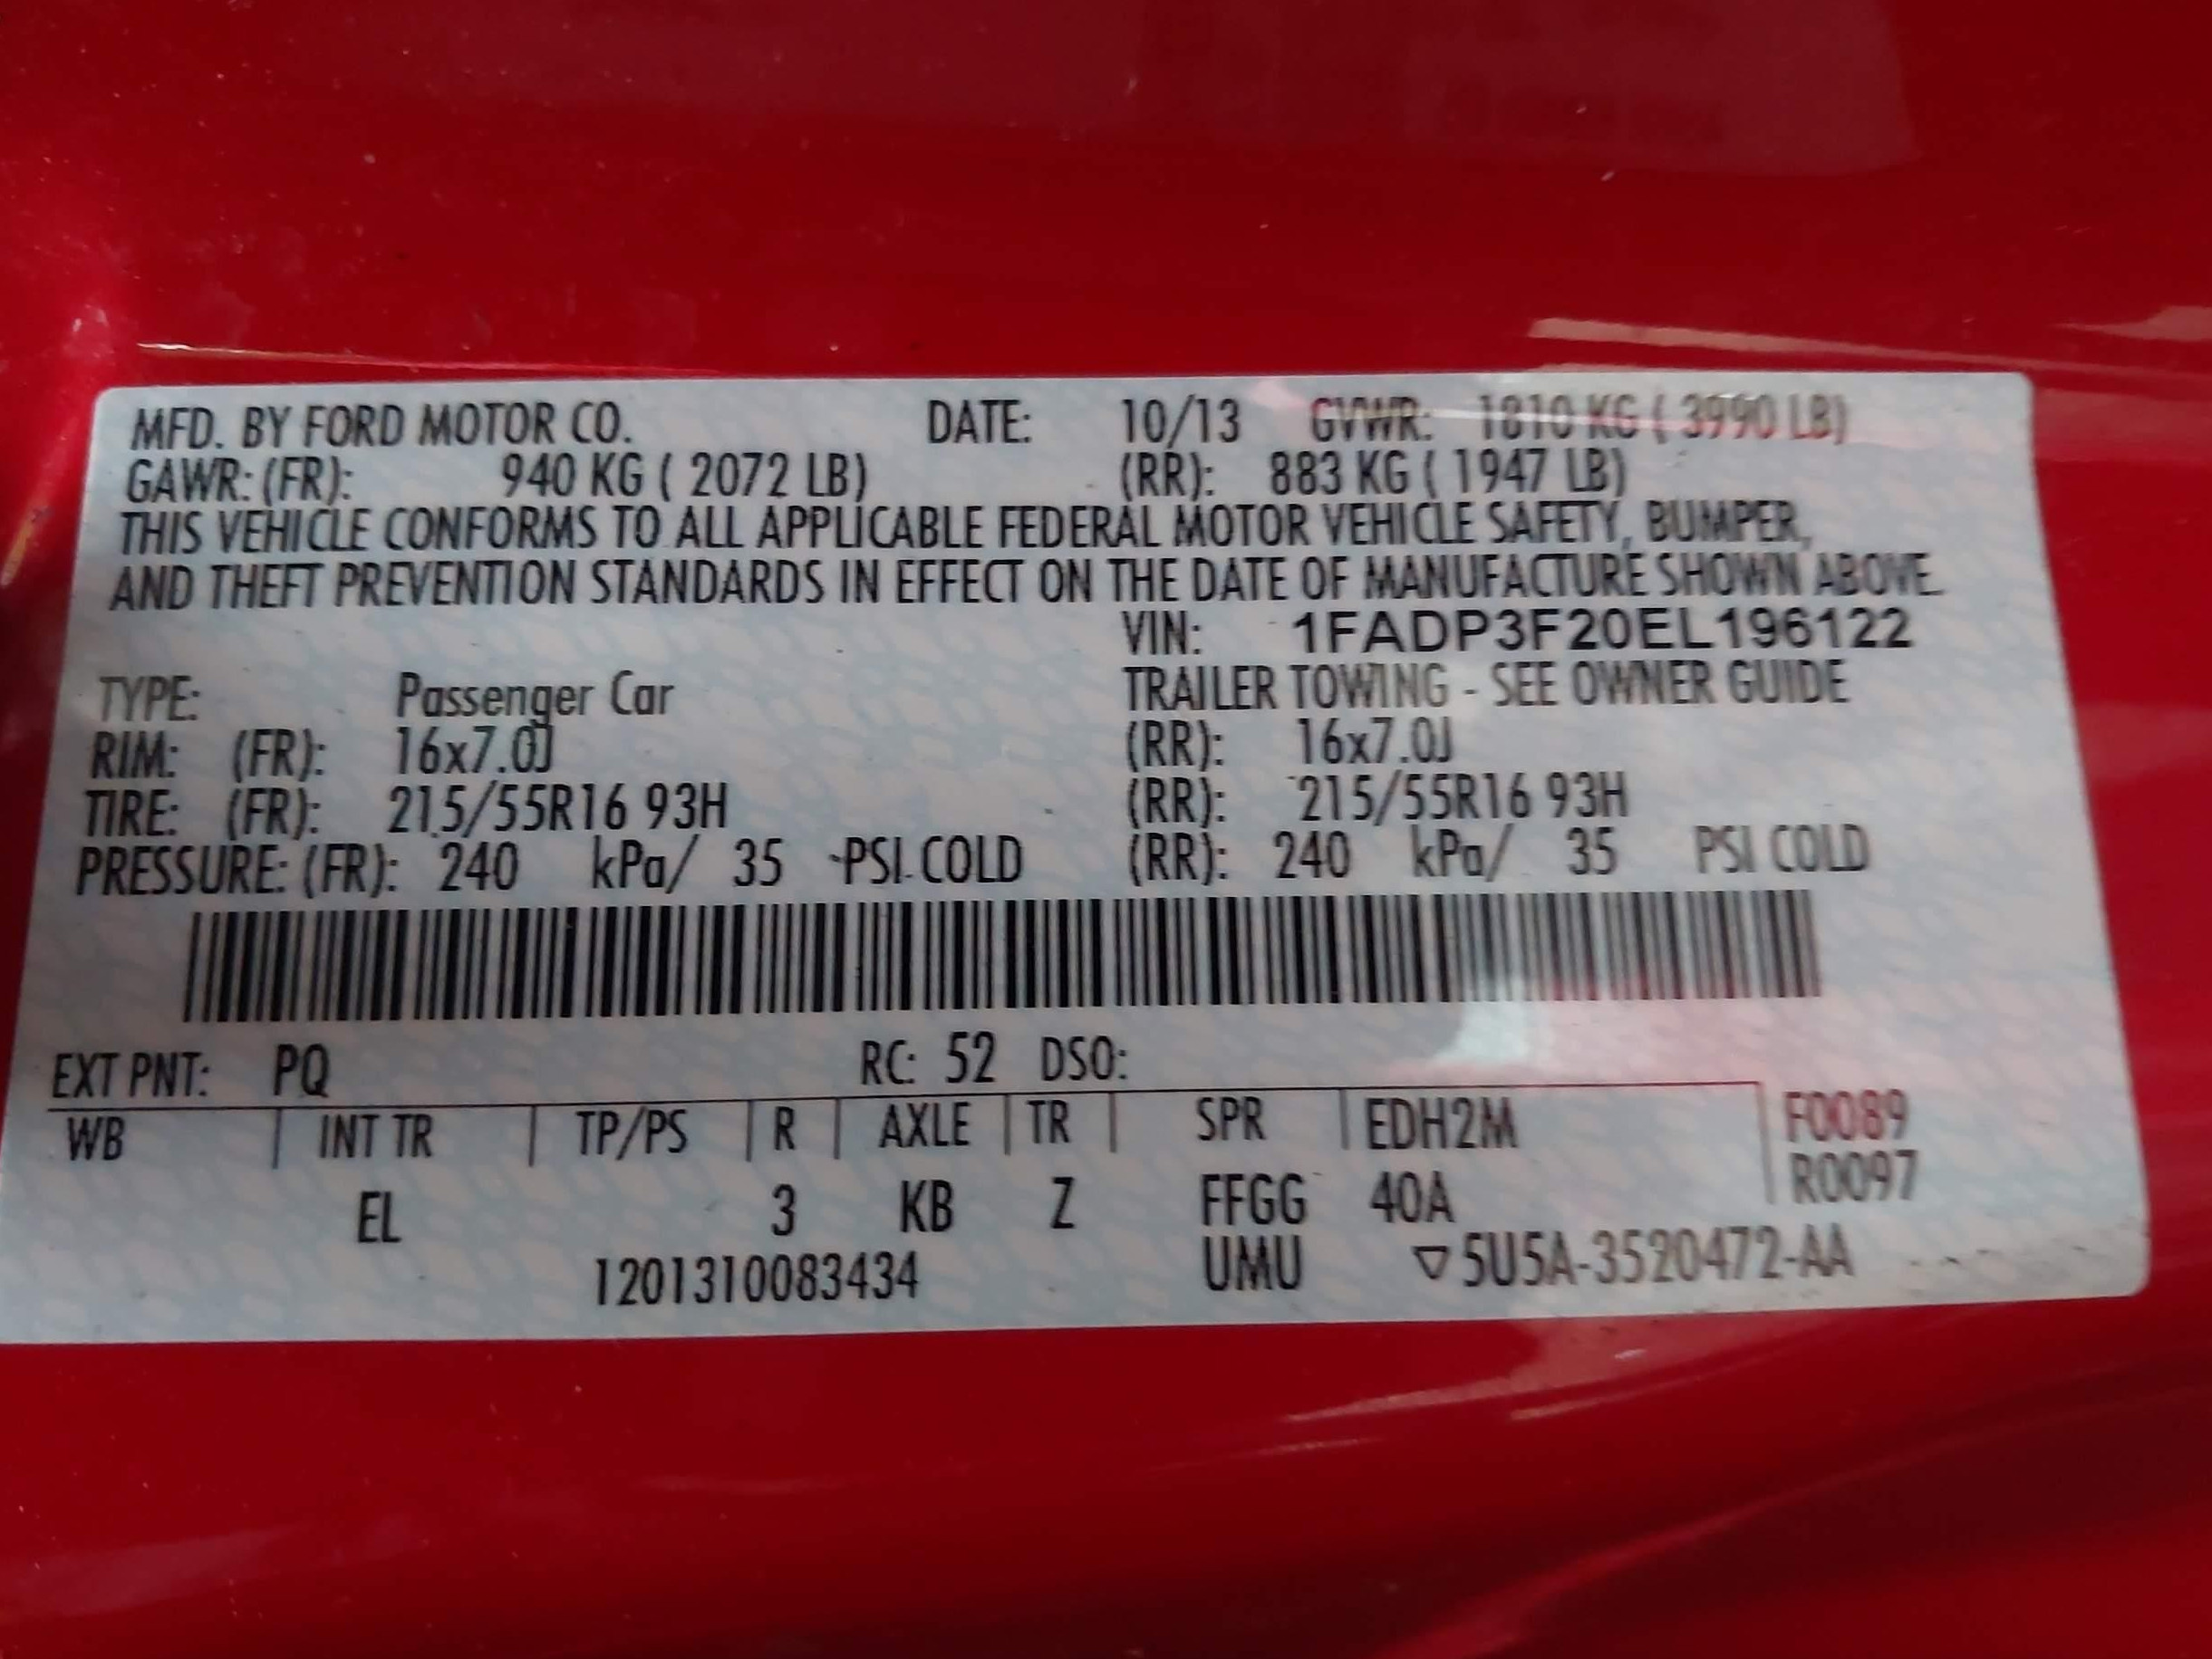 MFD. BY FORD MOTOR CO. DATE: 10/13 GVWR: 1810 KG ( 3990 LB)
GAWR: (FR): 940 KG ( 2072 LB) (RR): 883 KG ( 1947 LB)
THIS VEHICLE CONFORMS TO ALL APPLICABLE FEDERAL MOTOR VEHICLE SAFETY, BUMPER,
AND THEFT PREVENTION STANDARDS IN EFFECT ON THE DATE OF MANUFACTURE SHOWN ABOVE.
VIN: 1FADP3F20EL196122
TYPE: Passenger Car TRAILER TOWING - SEE OWNER GUIDE
RIM: (FR): 16x7.0J (RR): 16x7.0J
TIRE: (FR): 215/55R16 93H (RR): 215/55R16 93H
PRESSURE: (FR): 240 kPa/ 35 PSI COLD (RR): 240 kPa/ 35 PSI COLD
EXT PNT: PQ RC: 52 DSO:
WB INT TR TP/PS R AXLE TR SPR EDH2M F0089
R0097
EL 3 KB Z FFGG 40A
1201310083434 UMU ▽5U5A-3520472-AA